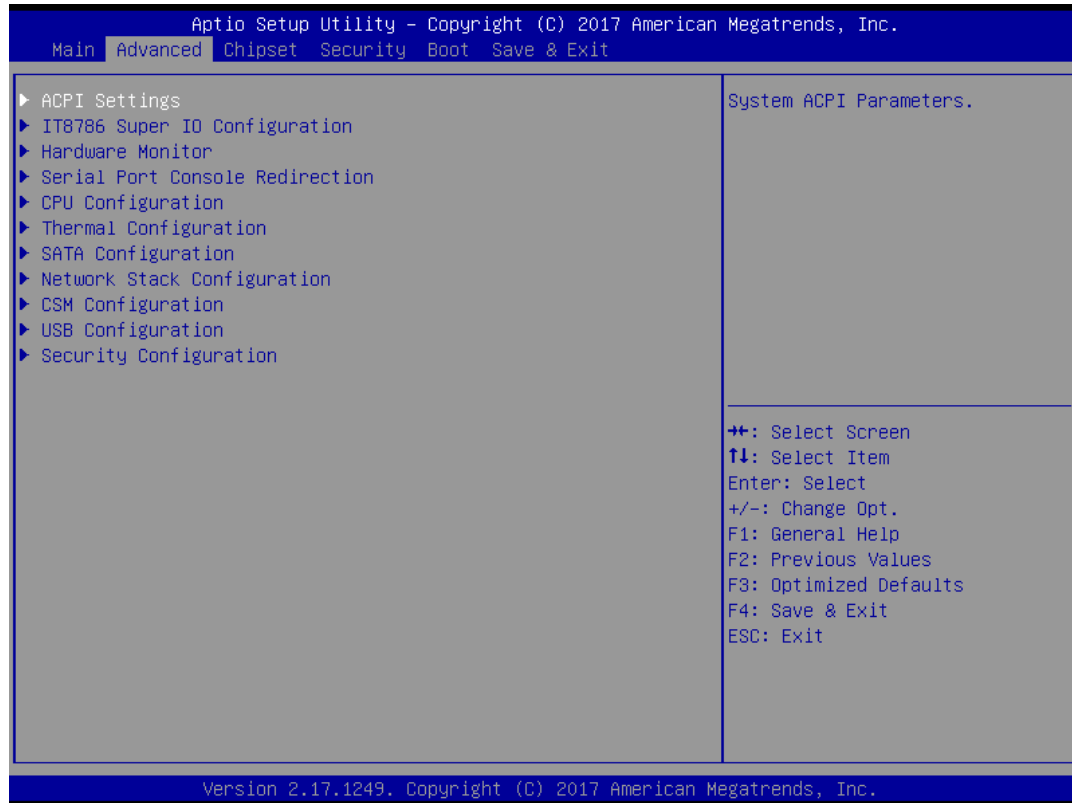 Aptio Setup Utility – Copyright (C) 2017 American Megatrends, Inc.
Main Advanced Chipset Security Boot Save & Exit
▶ ACPI Settings
▶ IT8786 Super IO Configuration
▶ Hardware Monitor
▶ Serial Port Console Redirection
▶ CPU Configuration
▶ Thermal Configuration
▶ SATA Configuration
▶ Network Stack Configuration
▶ CSM Configuration
▶ USB Configuration
▶ Security Configuration
System ACPI Parameters.
→←: Select Screen
↑↓: Select Item
Enter: Select
+/-: Change Opt.
F1: General Help
F2: Previous Values
F3: Optimized Defaults
F4: Save & Exit
ESC: Exit
Version 2.17.1249. Copyright (C) 2017 American Megatrends, Inc.